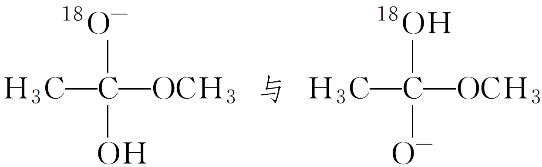 ¹⁸O⁻ ¹⁸OH
H₃C—C—OCH₃ 与 H₃C—C—OCH₃
OH O⁻